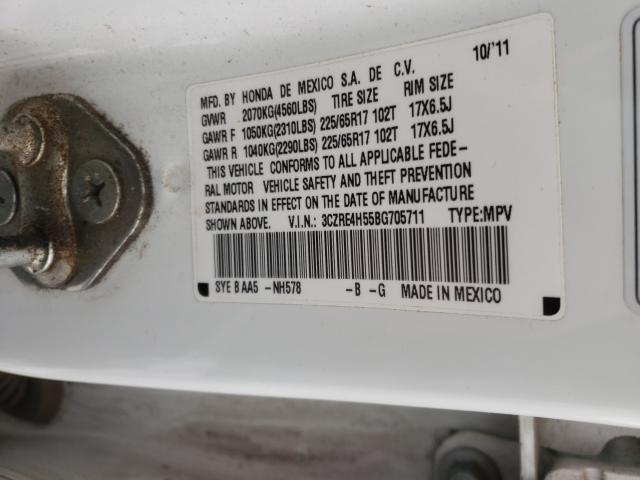 10/'11
MFD. BY HONDA DE MEXICO S.A. DE C.V.
GVWR 2070KG(4560LBS) TIRE SIZE RIM SIZE
GAWR F 1050KG(2310LBS) 225/65R17 102T 17X6.5J
GAWR R 1040KG(2290LBS) 225/65R17 102T 17X6.5J
THIS VEHICLE CONFORMS TO ALL APPLICABLE FEDE-
RAL MOTOR VEHICLE SAFETY AND THEFT PREVENTION
STANDARDS IN EFFECT ON THE DATE OF MANUFACTURE
SHOWN ABOVE. V.I.N.: 3CZRE4H55BG705711 TYPE:MPV
SYE B AA5 -NH578 -B -G MADE IN MEXICO